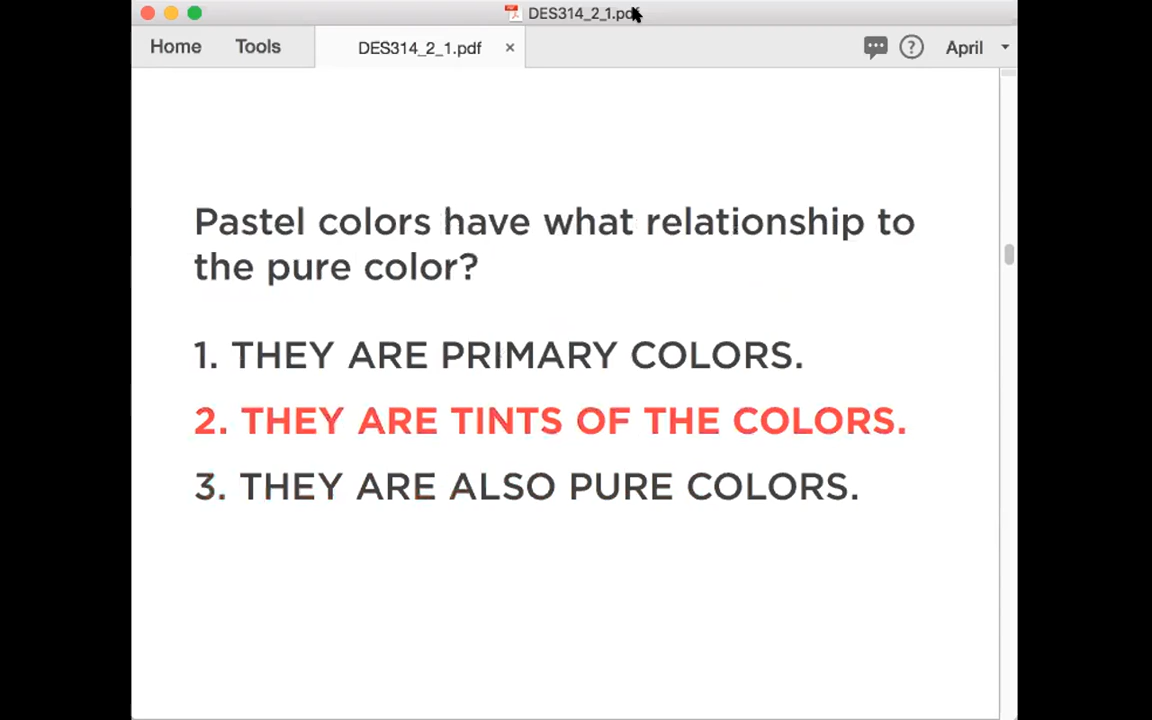 DES314_2_1.pdf
Home Tools DES314_2_1.pdf × ? April
Pastel colors have what relationship to
the pure color?
1. THEY ARE PRIMARY COLORS.
2. THEY ARE TINTS OF THE COLORS.
3. THEY ARE ALSO PURE COLORS.